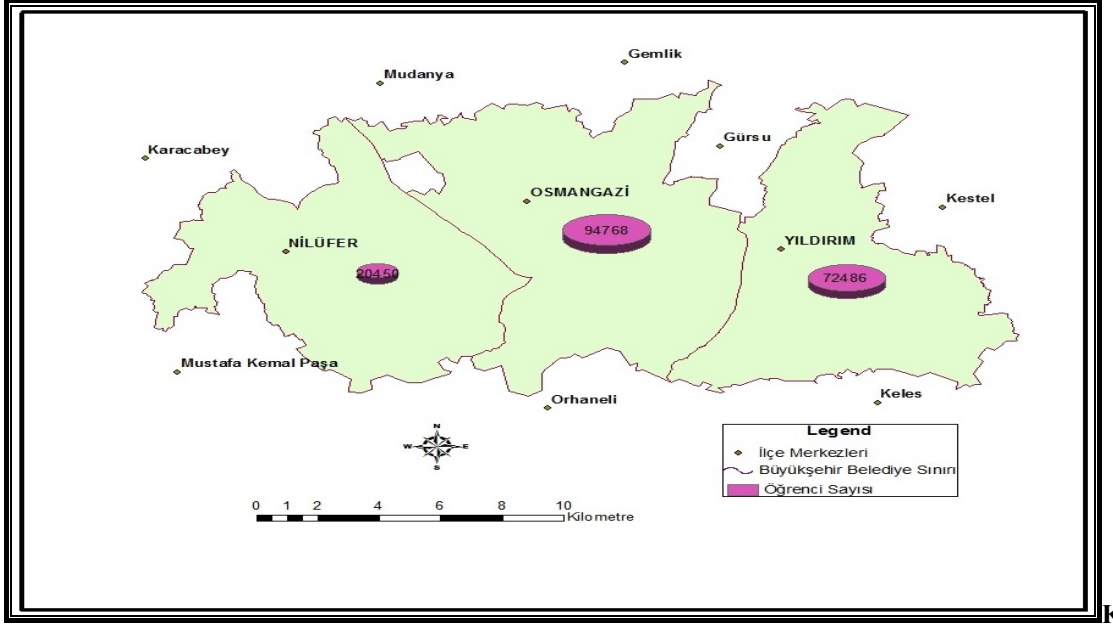 Gemlik
Mudanya
Gürsu
Karacabey
OSMANGAZİ
Kestel
94768
NİLÜFER
YILDIRIM
20450
72486
Mustafa Kemal Paşa
Orhaneli
Keles
N
W E
S
Legend
İlçe Merkezleri
Büyükşehir Belediye Sınırı
Öğrenci Sayısı
0 1 2 4 6 8 10
Kilometre